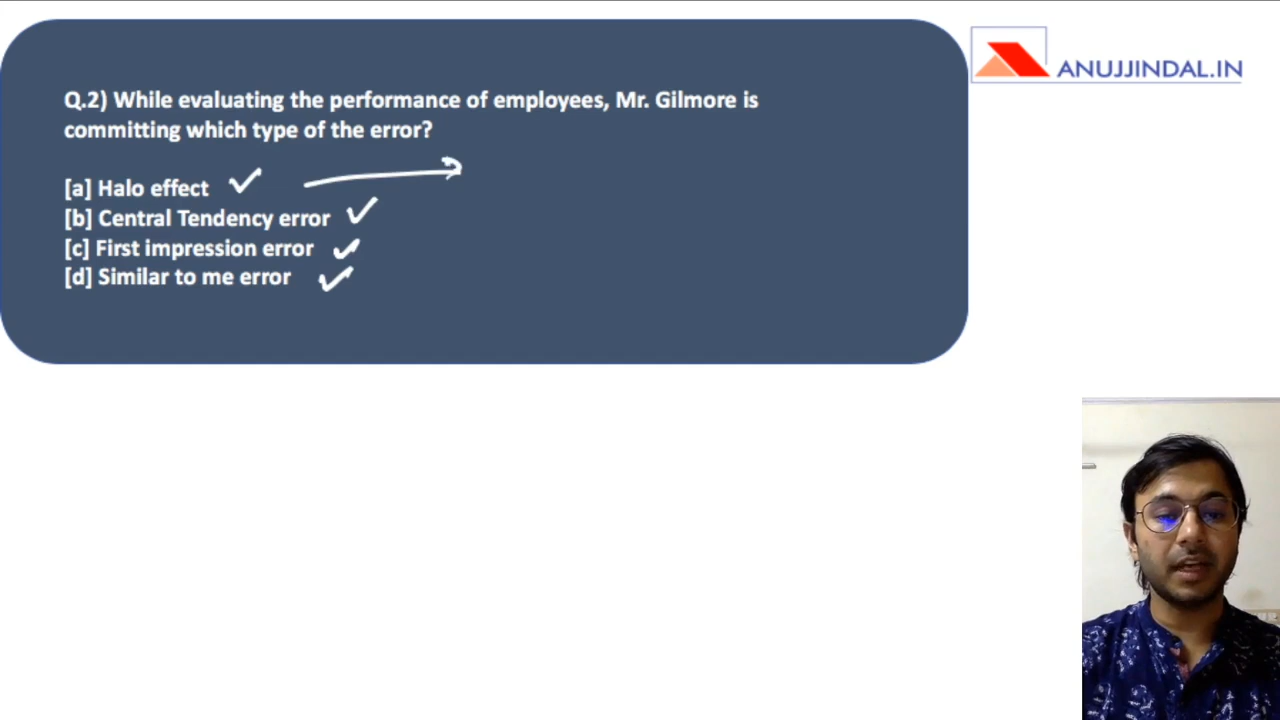 ANUJJINDAL.IN
Q.2) While evaluating the performance of employees, Mr. Gilmore is
committing which type of the error?
[a] Halo effect
[b] Central Tendency error
[c] First impression error
[d] Similar to me error